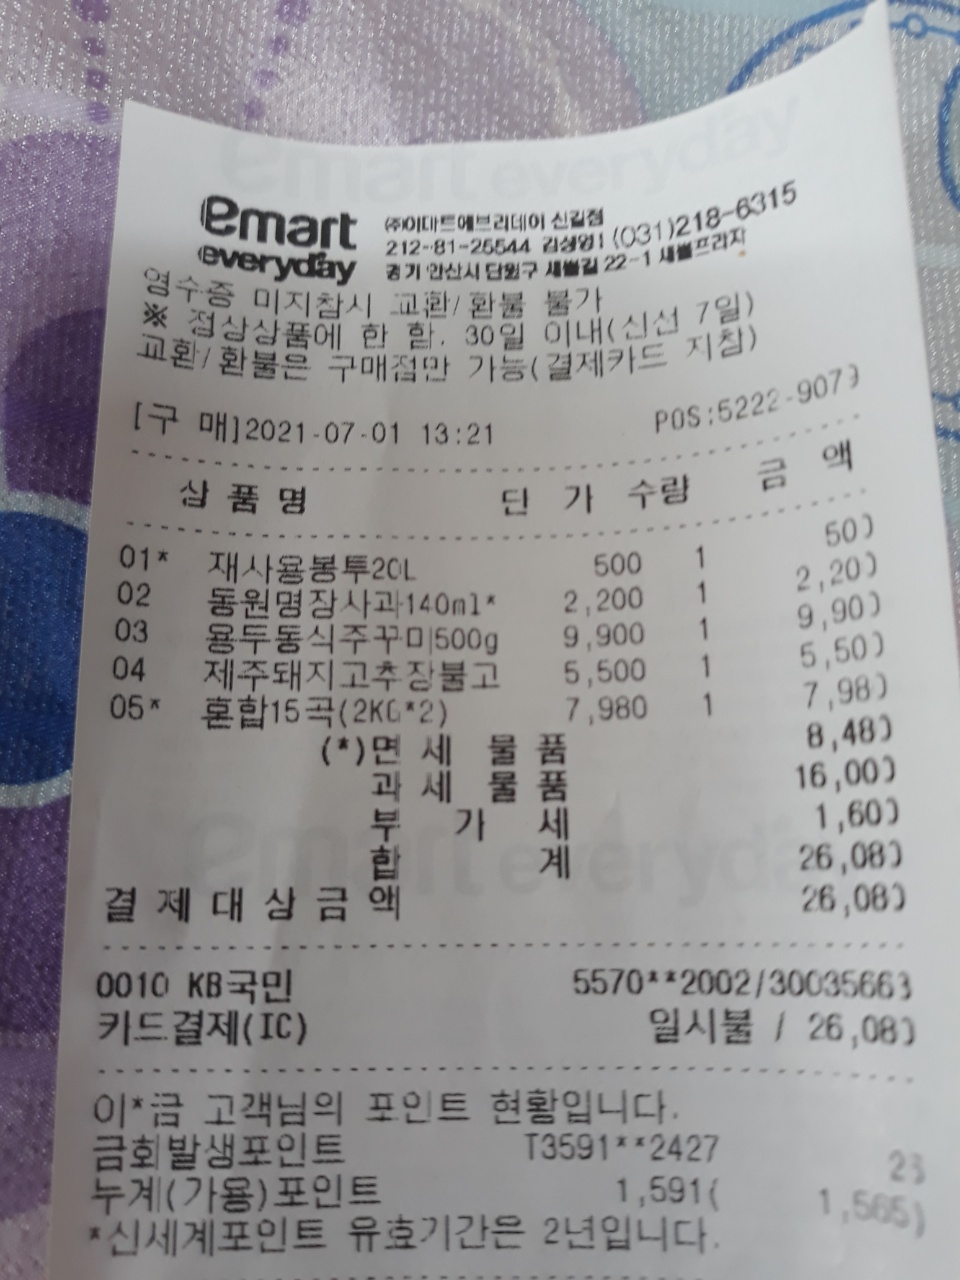 emart everyday
emart
everyday
(주)이마트에브리데이 신길점
212-81-25544 (031)218-6315
경기 안산시 단원구 새뿔길 22-1 새뿔프라자
영수증 미지참시 교환/환불 불가
※ 정상상품에 한 함. 30일 이내(신선 7일)
교환/환불은 구매점만 가능(결제카드 지참)
[구 매]2021-07-01 13:21 POS:5222-9073
상 품 명 단 가 수량 금 액
01* 재사용봉투20L 500 1 500
02 동원명장사과140ml* 2,200 1 2,200
03 용두동식주꾸미500g 9,900 1 9,900
04 제주돼지고추장불고 5,500 1 5,500
05* 혼합15곡(2KG*2) 7,980 1 7,980
(*)면 세 물 품 8,480
과 세 물 품 16,000
부 가 세 1,600
합 계 26,080
결 제 대 상 금 액 26,080
0010 KB국민 5570**2002/30035663
카드결제(IC) 일시불 / 26,080
이*금 고객님의 포인트 현황입니다.
금회발생포인트 T3591**2427
누계(가용)포인트 1,591( 1,565)
*신세계포인트 유효기간은 2년입니다.
emart everyday